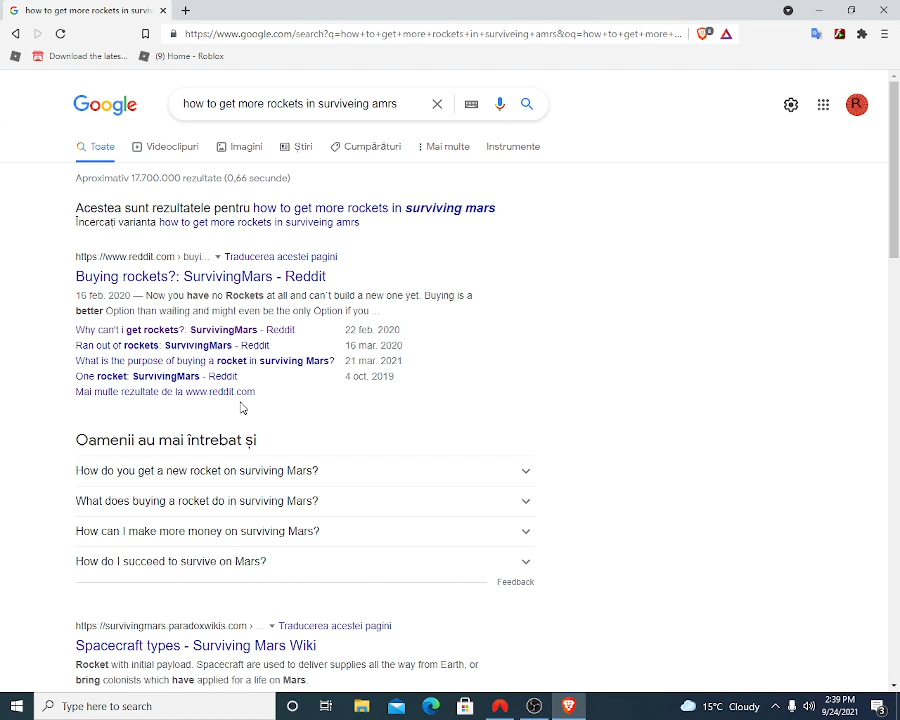 how to get more rockets in surviv
https://www.google.com/search?q=how+to+get+more+rockets+in+surviveing+amrs&oq=how+to+get+more+...
Download the lates...
(9) Home - Roblox
Google
how to get more rockets in surviveing amrs
R
Toate
Videoclipuri
Imagini
Știri
Cumpărături
Mai multe
Instrumente
Aproximativ 17.700.000 rezultate (0,66 secunde)
Acestea sunt rezultatele pentru how to get more rockets in surviving mars
Încercați varianta how to get more rockets in surviveing amrs
https://www.reddit.com › buyi... Traducerea acestei pagini
Buying rockets?: SurvivingMars - Reddit
16 feb. 2020 — Now you have no Rockets at all and can't build a new one yet. Buying is a
better Option than waiting and might even be the only Option if you ...
Why can't i get rockets?: SurvivingMars - Reddit 22 feb. 2020
Ran out of rockets: SurvivingMars - Reddit 16 mar. 2020
What is the purpose of buying a rocket in surviving Mars? 21 mar. 2021
One rocket: SurvivingMars - Reddit 4 oct. 2019
Mai multe rezultate de la www.reddit.com
Oamenii au mai întrebat și
How do you get a new rocket on surviving Mars?
What does buying a rocket do in surviving Mars?
How can I make more money on surviving Mars?
How do I succeed to survive on Mars?
Feedback
https://survivingmars.paradoxwikis.com › ... Traducerea acestei pagini
Spacecraft types - Surviving Mars Wiki
Rocket with initial payload. Spacecraft are used to deliver supplies all the way from Earth, or
bring colonists which have applied for a life on Mars
Type here to search
15°C Cloudy
2:39 PM
9/24/2021
3